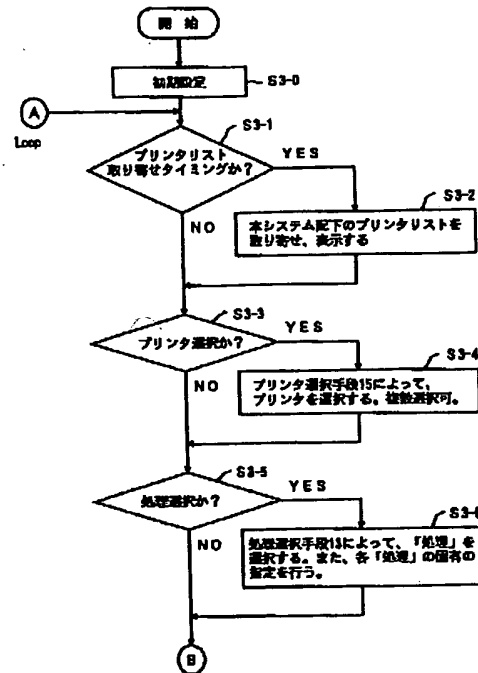 開 始
初期設定
S3-0
A
Loop
S3-1
プリンタリスト
取り寄せタイミングか？
YES
S3-2
NO
本システム配下のプリンタリストを
取り寄せ、表示する
S3-3
プリンタ選択か？
YES
S3-4
NO
プリンタ選択手段15によって、
プリンタを選択する。複数選択可。
S3-5
処理選択か？
YES
S3-6
NO
処理選択手段13によって、「処理」を
選択する。また、各「処理」の固有の
指定を行う。
B